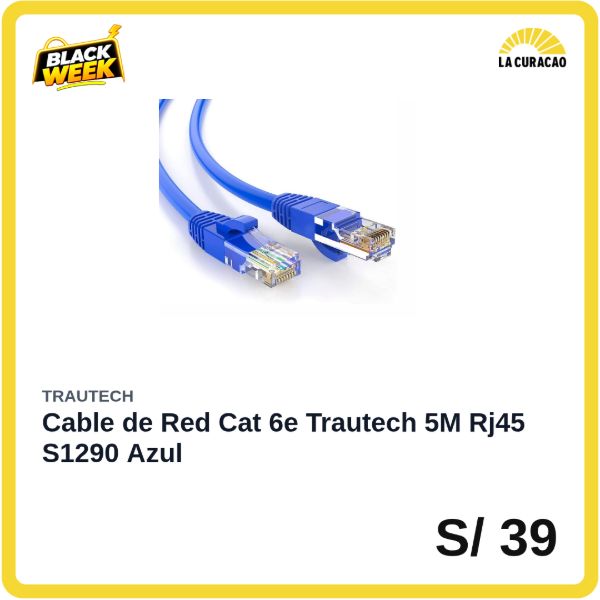 BLACK
WEEK
LA CURACAO
TRAUTECH
Cable de Red Cat 6e Trautech 5M Rj45
S1290 Azul
S/ 39